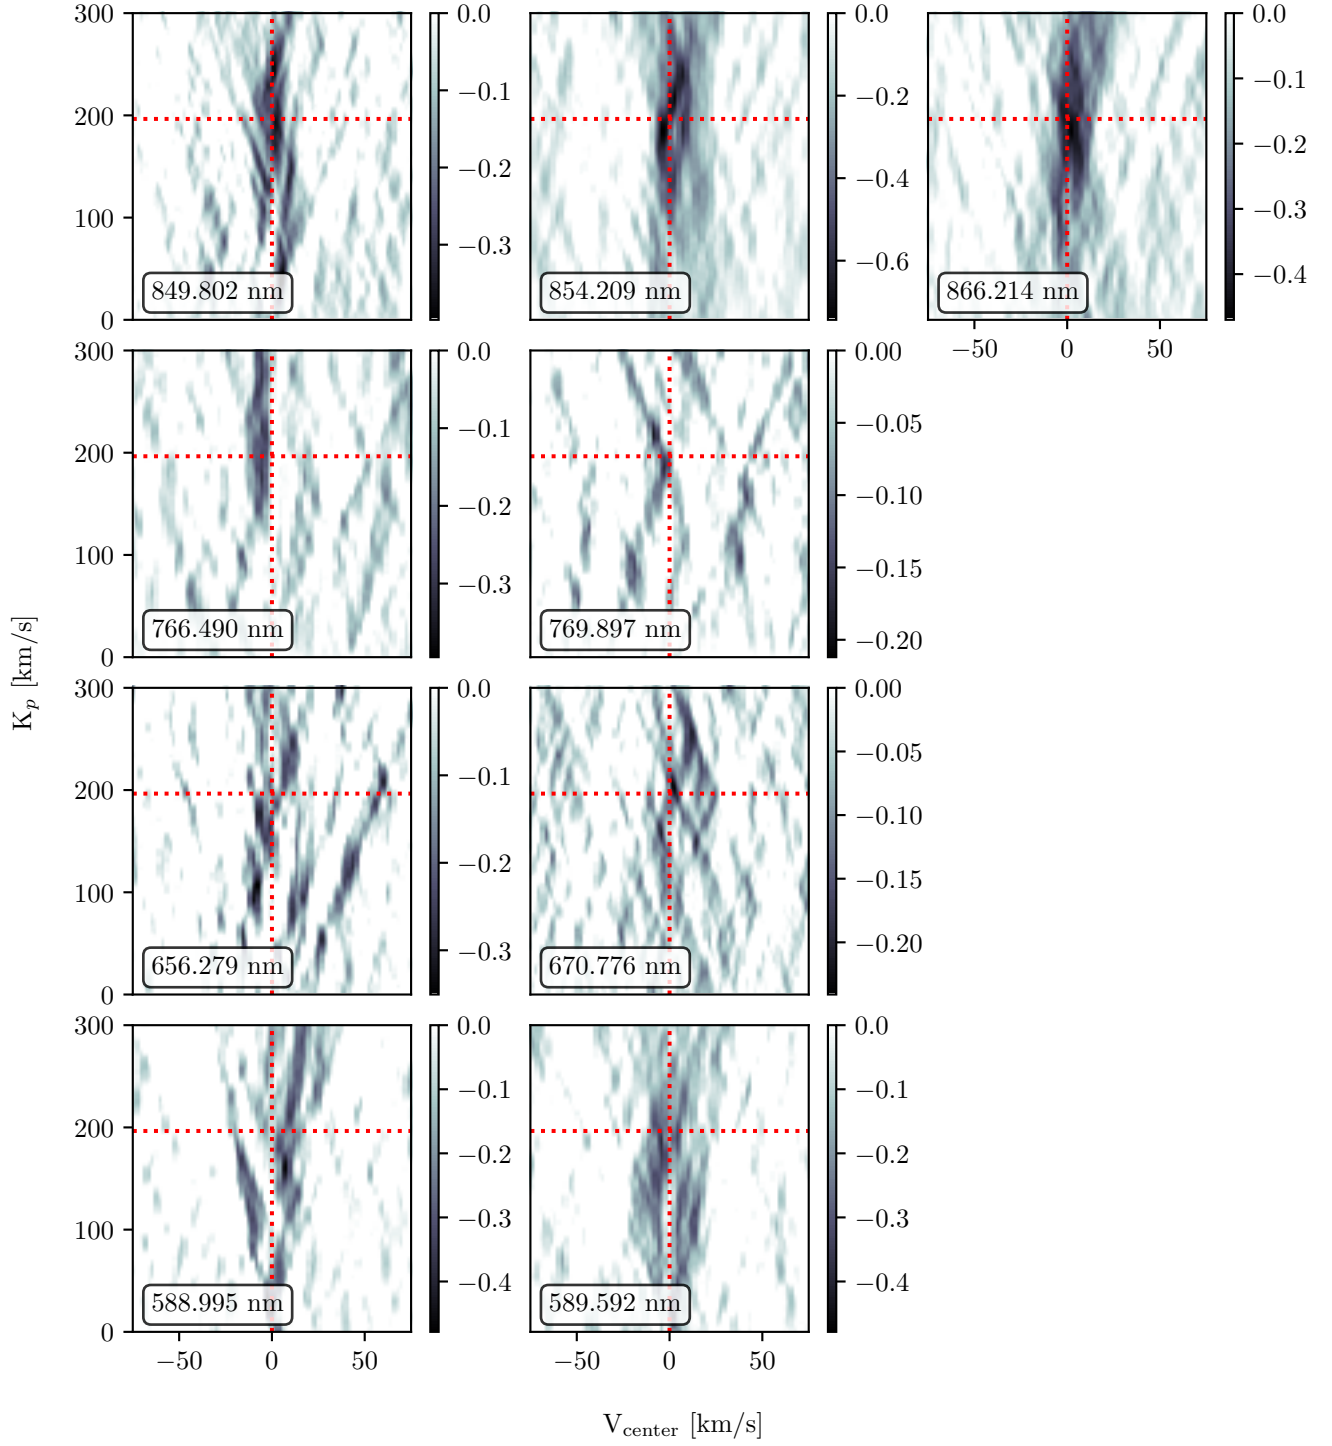 300 200 100 0
849.802 nm
0.0 −0.1 −0.2 −0.3
854.209 nm
0.0 −0.2 −0.4 −0.6
866.214 nm
−50 0 50
0.0 −0.1 −0.2 −0.3 −0.4
300 200 100 0
766.490 nm
0.0 −0.1 −0.2 −0.3
769.897 nm
0.00 −0.05 −0.10 −0.15 −0.20
K_p [km/s]
300 200 100 0
656.279 nm
0.0 −0.1 −0.2 −0.3
670.776 nm
0.00 −0.05 −0.10 −0.15 −0.20
300 200 100 0
588.995 nm
−50 0 50
0.0 −0.1 −0.2 −0.3 −0.4
589.592 nm
−50 0 50
0.0 −0.1 −0.2 −0.3 −0.4
V_center [km/s]